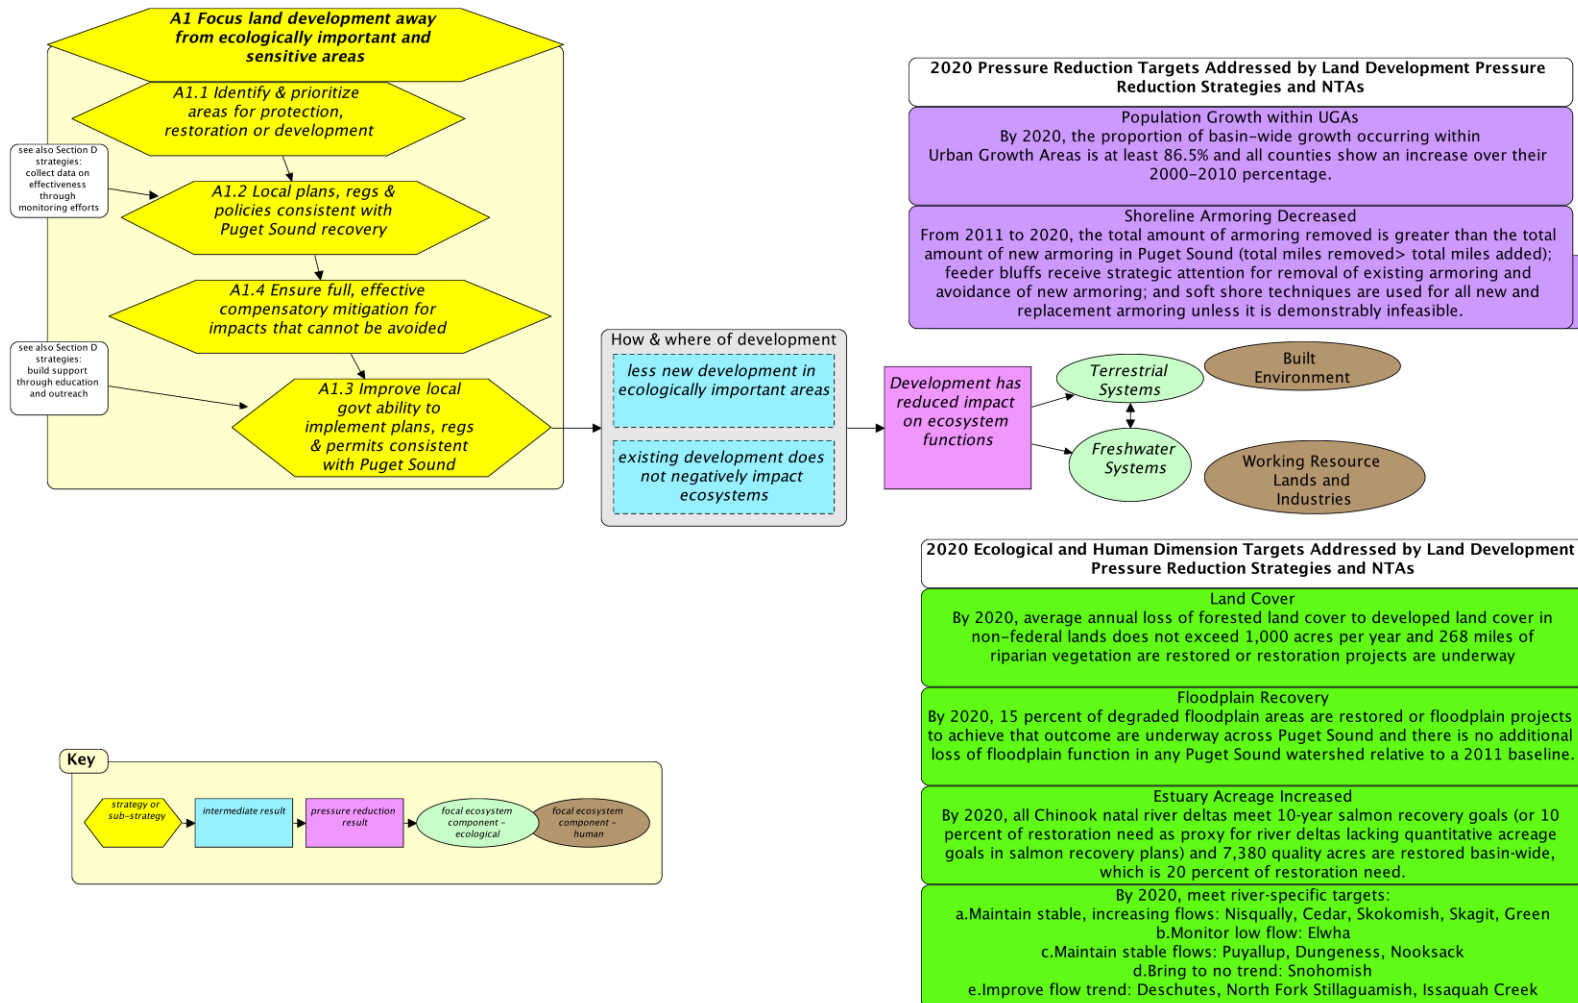 A1 Focus land development away
from ecologically important and
sensitive areas
A1.1 Identify & prioritize
areas for protection,
restoration or development
see also Section D
strategies:
collect data on
effectiveness
through
monitoring efforts
A1.2 Local plans, regs &
policies consistent with
Puget Sound recovery
A1.4 Ensure full, effective
compensatory mitigation for
impacts that cannot be avoided
see also Section D
strategies:
build support
through education
and outreach
A1.3 Improve local
govt ability to
implement plans, regs
& permits consistent
with Puget Sound
How & where of development
less new development in
ecologically important areas
existing development does
not negatively impact
ecosystems
Development has
reduced impact
on ecosystem
functions
Terrestrial
Systems
Freshwater
Systems
Built
Environment
Working Resource
Lands and
Industries
2020 Pressure Reduction Targets Addressed by Land Development Pressure
Reduction Strategies and NTAs
Population Growth within UGAs
By 2020, the proportion of basin-wide growth occurring within
Urban Growth Areas is at least 86.5% and all counties show an increase over their
2000-2010 percentage.
Shoreline Armoring Decreased
From 2011 to 2020, the total amount of armoring removed is greater than the total
amount of new armoring in Puget Sound (total miles removed> total miles added);
feeder bluffs receive strategic attention for removal of existing armoring and
avoidance of new armoring; and soft shore techniques are used for all new and
replacement armoring unless it is demonstrably infeasible.
2020 Ecological and Human Dimension Targets Addressed by Land Development
Pressure Reduction Strategies and NTAs
Land Cover
By 2020, average annual loss of forested land cover to developed land cover in
non-federal lands does not exceed 1,000 acres per year and 268 miles of
riparian vegetation are restored or restoration projects are underway
Floodplain Recovery
By 2020, 15 percent of degraded floodplain areas are restored or floodplain projects
to achieve that outcome are underway across Puget Sound and there is no additional
loss of floodplain function in any Puget Sound watershed relative to a 2011 baseline.
Estuary Acreage Increased
By 2020, all Chinook natal river deltas meet 10-year salmon recovery goals (or 10
percent of restoration need as proxy for river deltas lacking quantitative acreage
goals in salmon recovery plans) and 7,380 quality acres are restored basin-wide,
which is 20 percent of restoration need.
By 2020, meet river-specific targets:
a.Maintain stable, increasing flows: Nisqually, Cedar, Skokomish, Skagit, Green
b.Monitor low flow: Elwha
c.Maintain stable flows: Puyallup, Dungeness, Nooksack
d.Bring to no trend: Snohomish
e.Improve flow trend: Deschutes, North Fork Stillaguamish, Issaquah Creek
Key
strategy or
sub-strategy
intermediate result
pressure reduction
result
focal ecosystem
component -
ecological
focal ecosystem
component -
human